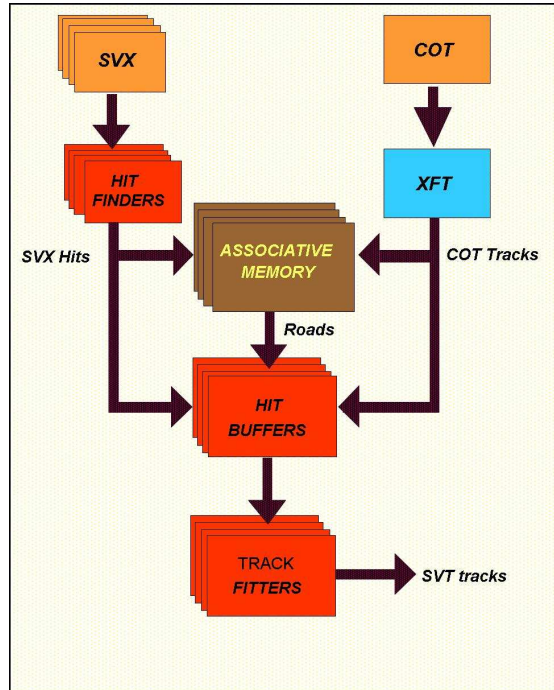 SVX
COT
HIT
FINDERS
XFT
SVX Hits
ASSOCIATIVE
MEMORY
COT Tracks
Roads
HIT
BUFFERS
TRACK
FITTERS
SVT tracks